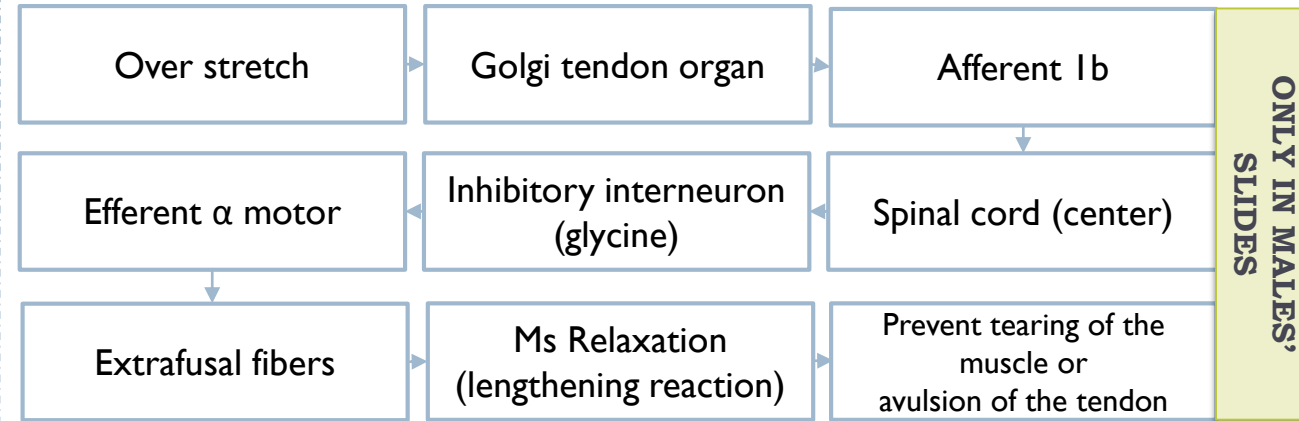 Over stretch
Golgi tendon organ
Afferent 1b
Spinal cord (center)
Inhibitory interneuron
(glycine)
Efferent α motor
Extrafusal fibers
Ms Relaxation
(lengthening reaction)
Prevent tearing of the
muscle or
avulsion of the tendon
ONLY IN MALES’
SLIDES